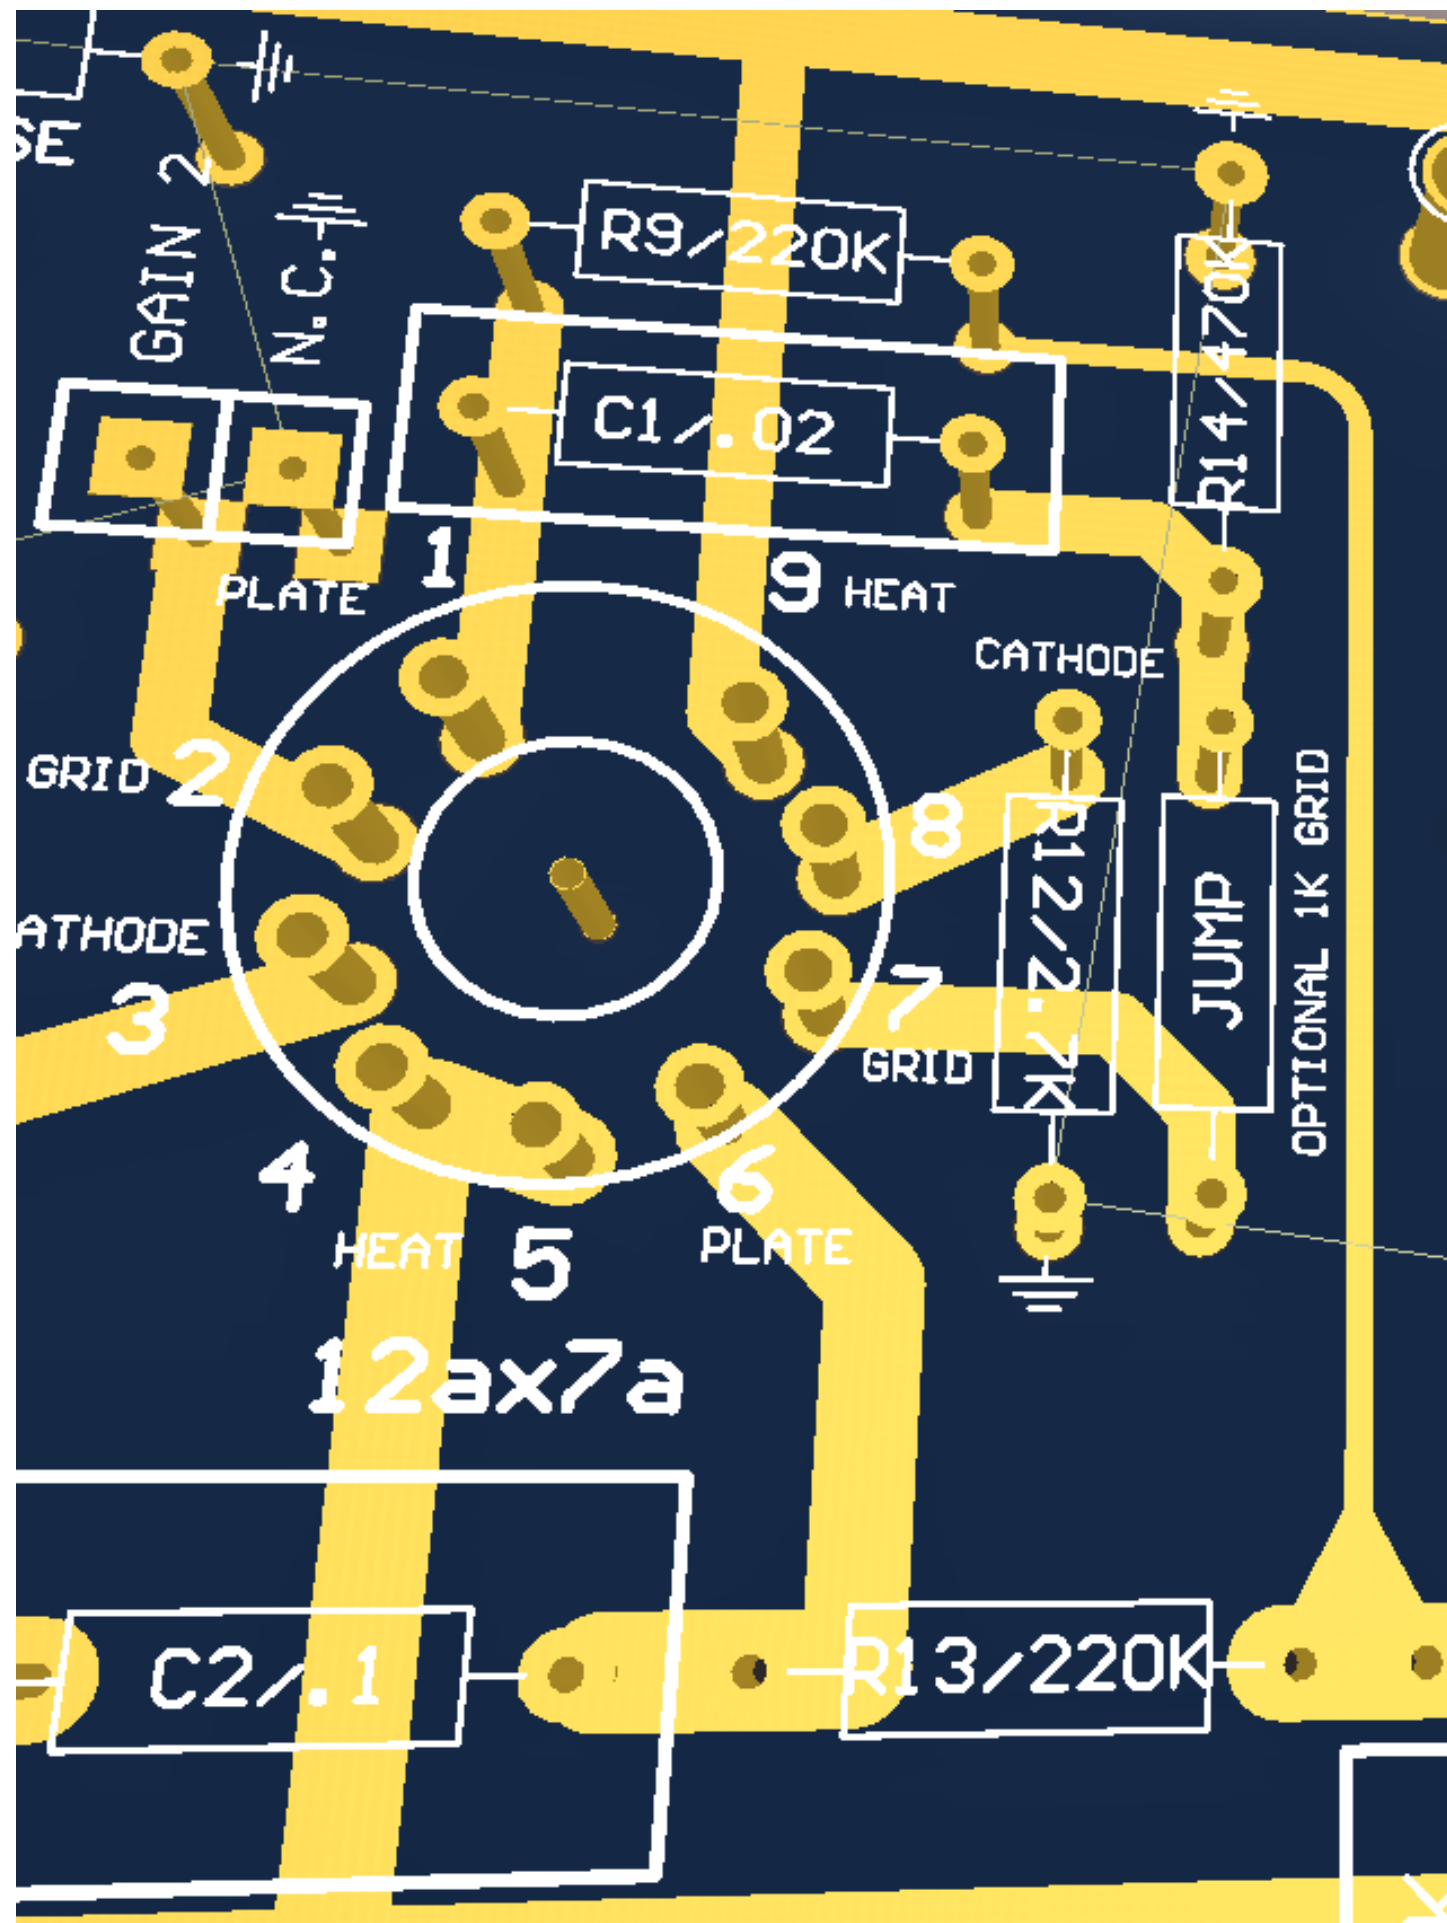 SE
GAIN 2
N.C.
R9/220K
R14/470K
C1/.02
1
PLATE
9 HEAT
CATHODE
GRID 2
8
R12/2.7K
JUMP
OPTIONAL 1K GRID
ATHODE
3
7
GRID
4
HEAT
5
6
PLATE
12ax7a
C2/.1
R13/220K